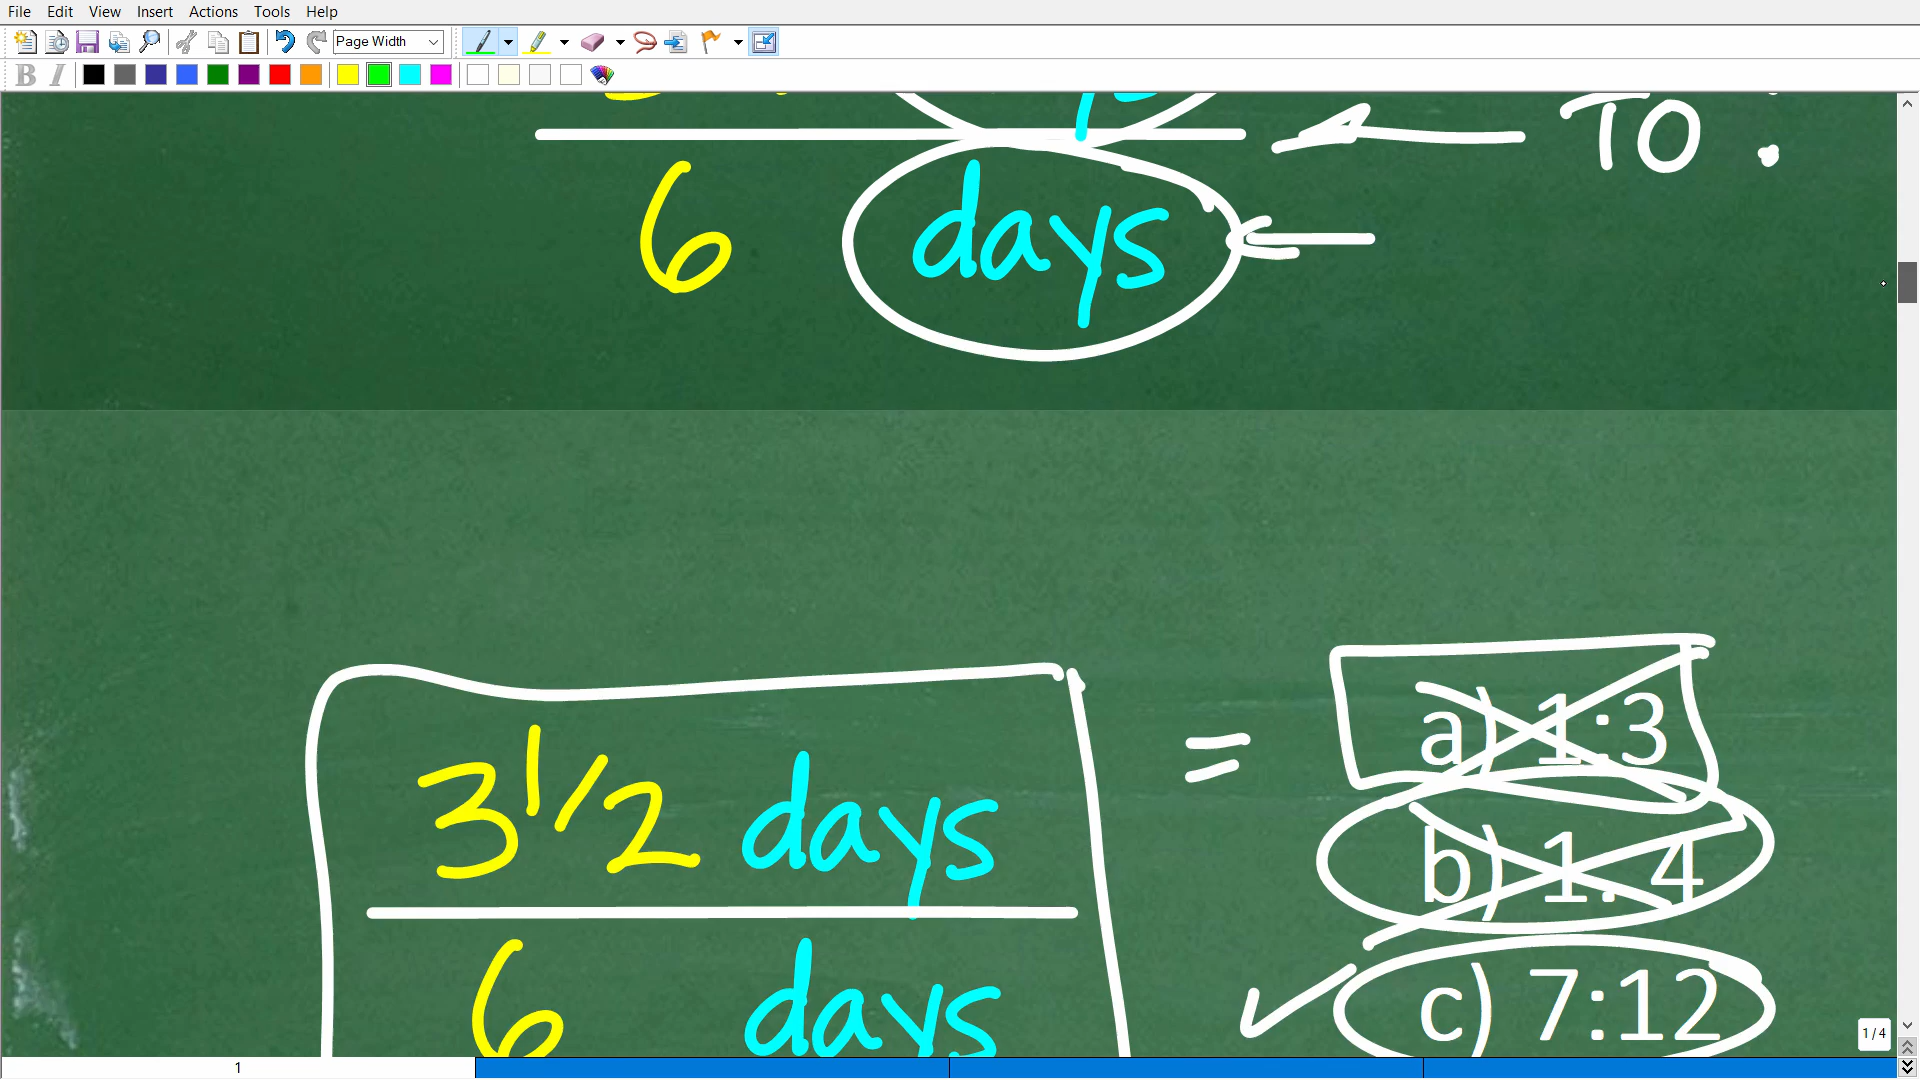 File Edit View Insert Actions Tools Help
Page Width
B I
TO :
6 days
3 1/2 days
6 days
=
a) 1:3
b) 1: 4
c) 7:12
1 / 4
1